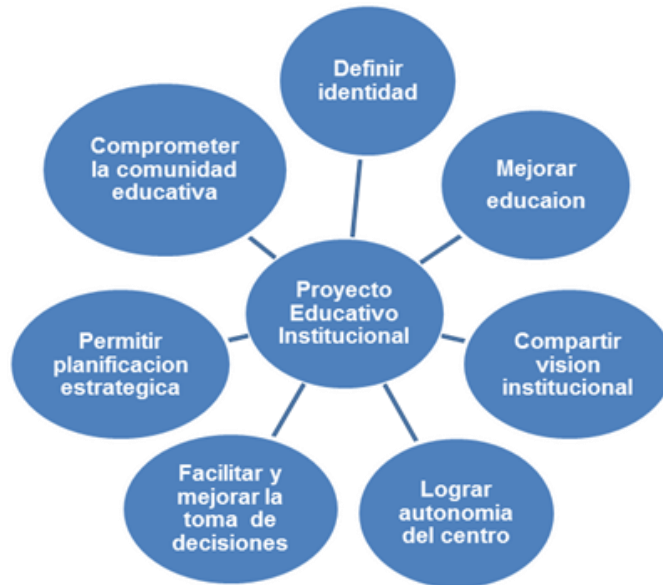 Definir
identidad
Comprometer
la comunidad
educativa
Mejorar
educaion
Proyecto
Educativo
Institucional
Permitir
planificacion
estrategica
Compartir
vision
institucional
Facilitar y
mejorar la
toma de
decisiones
Lograr
autonomia
del centro